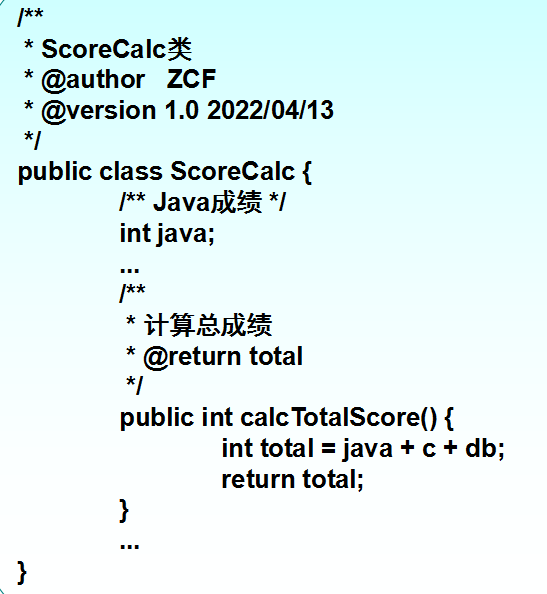 /**
 * ScoreCalc类
 * @author   ZCF
 * @version 1.0 2022/04/13
 */
public class ScoreCalc {
        /** Java成绩 */
        int java;
        ...
        /**
         * 计算总成绩
         * @return total
         */
        public int calcTotalScore() {
                int total = java + c + db;
                return total;
        }
        ...
}